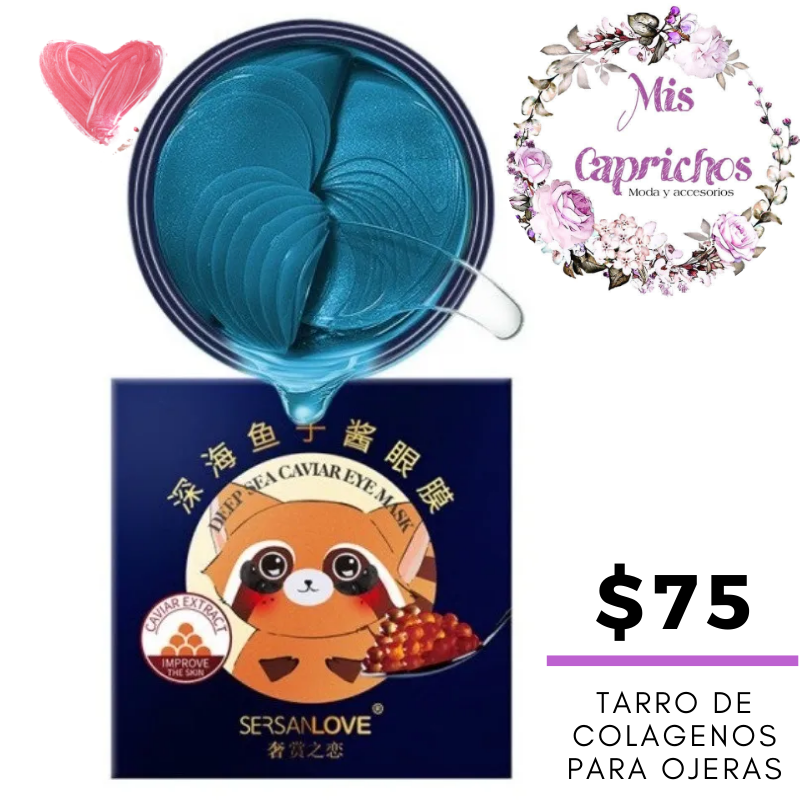 Mis
Caprichos
Moda y accesorios
深海鱼子酱眼膜
DEEP SEA CAVIAR EYE MASK
CAVIAR EXTRACT
IMPROVE
THE SKIN
SERSANLOVE®
奢赏之恋
$75
TARRO DE
COLAGENOS
PARA OJERAS